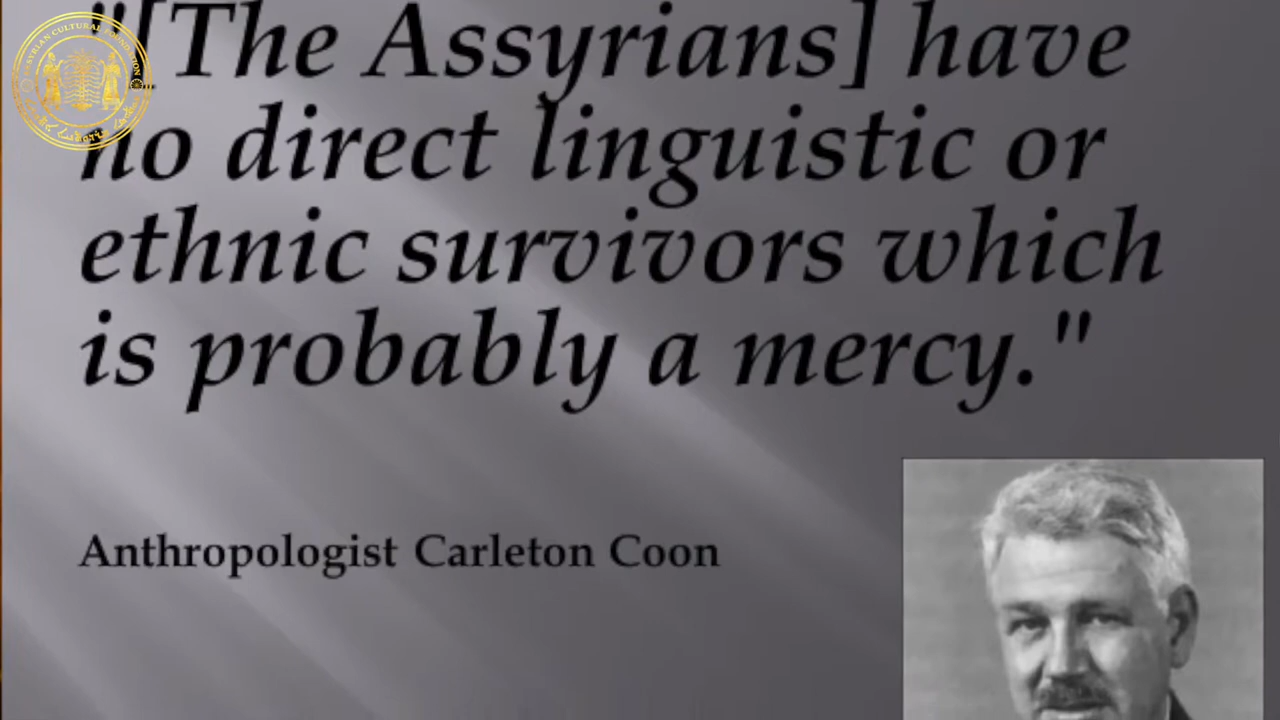 "[The Assyrians] have
no direct linguistic or
ethnic survivors which
is probably a mercy."
Anthropologist Carleton Coon